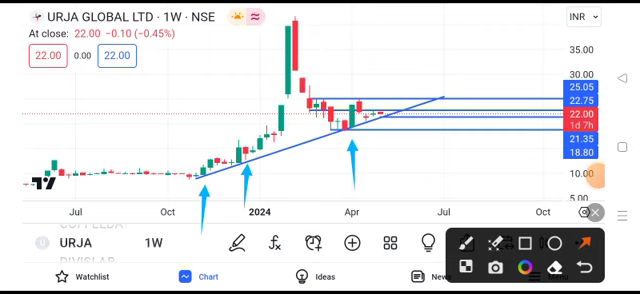 URJA GLOBAL LTD · 1W · NSE
INR
At close: 22.00 −0.10 (−0.45%)
22.00 0.00 22.00
35.00
30.00
25.05
22.75
22.00
1d 7h
21.35
18.80
10.00
5.00
Jul Oct 2024 Apr Jul Oct
U URJA 1W
Watchlist Chart Ideas News Menu